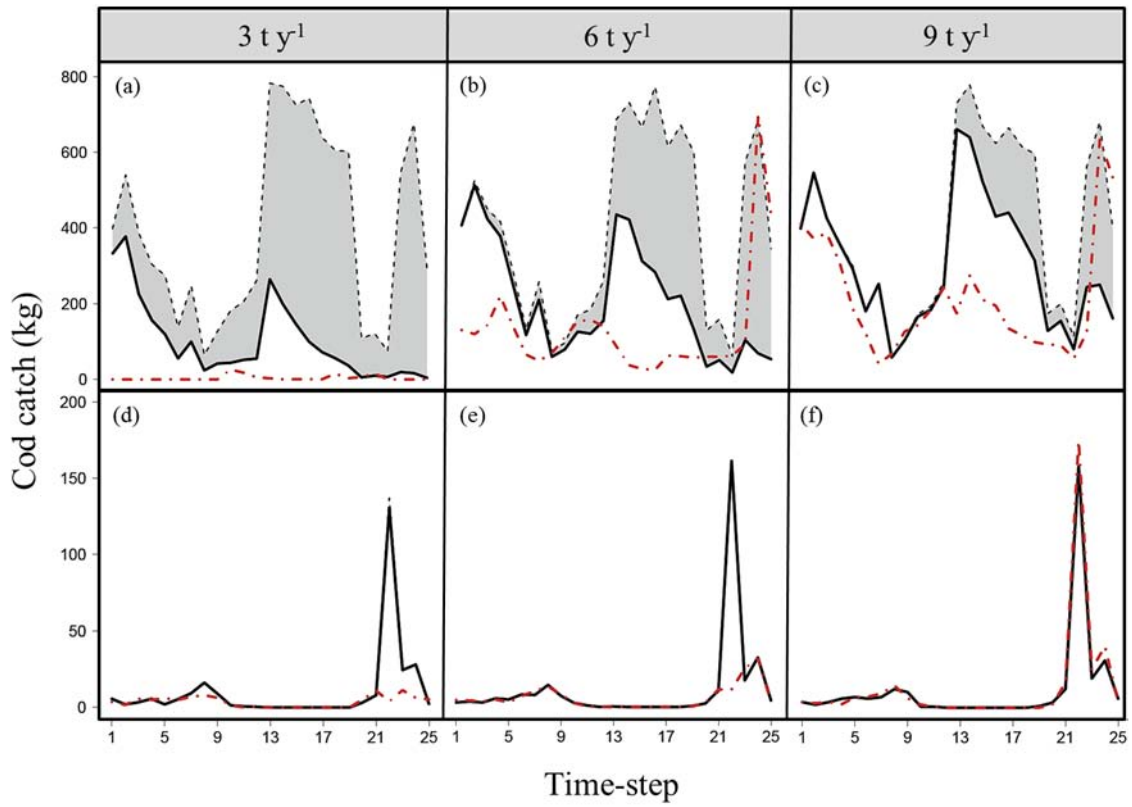 3 t y⁻¹ 6 t y⁻¹ 9 t y⁻¹
(a) (b) (c)
800
600
400
200
0
(d) (e) (f)
200
150
100
50
0
1 5 9 13 17 21 25 1 5 9 13 17 21 25 1 5 9 13 17 21 25
Cod catch (kg)
Time-step